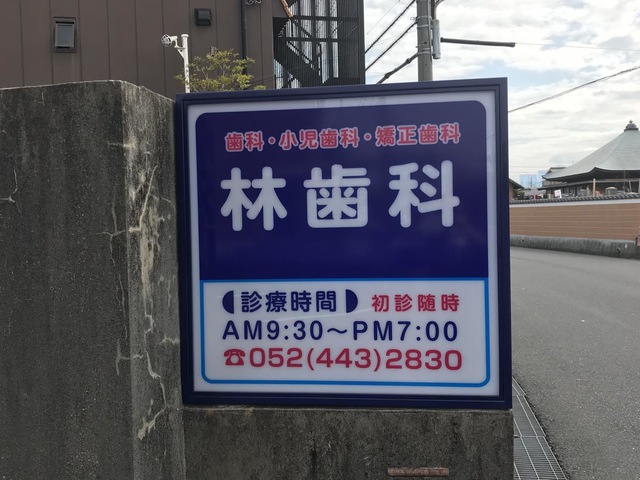 歯科・小児歯科・矯正歯科
林歯科
診療時間 初診随時
AM9:30〜PM7:00
☎052(443)2830